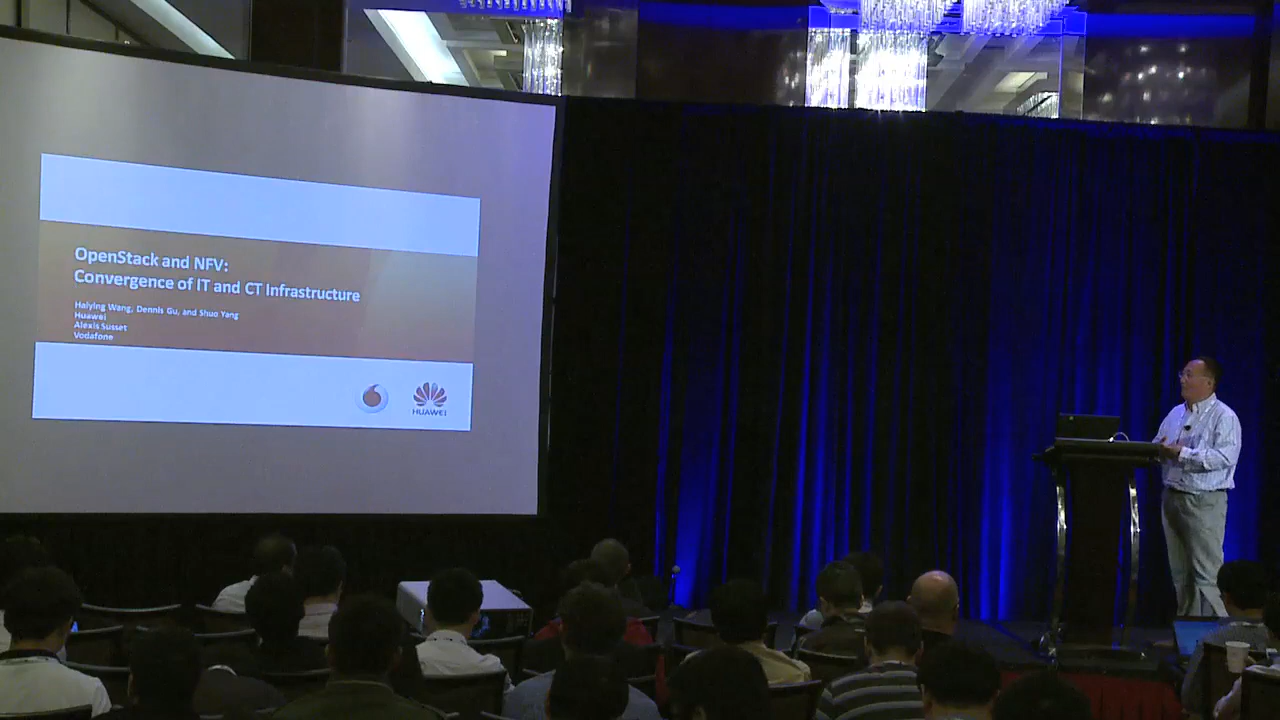 OpenStack and NFV:
Convergence of IT and CT Infrastructure
Haiying Wang, Dennis Gu, and Shuo Yang
Huawei
Alexis Susset
Vodafone
HUAWEI